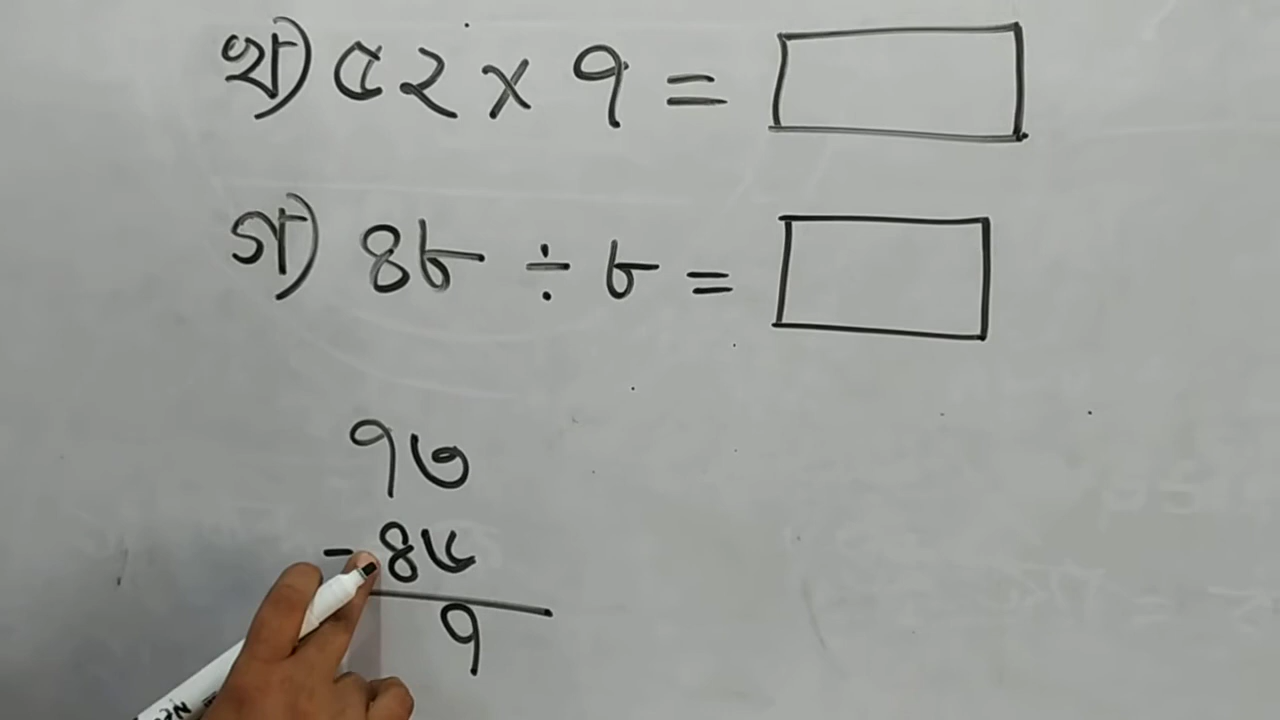 খ) ৫২ × ৭ =
গ) ৪৮ ÷ ৮ =
৭৩
- ৪৬
৭